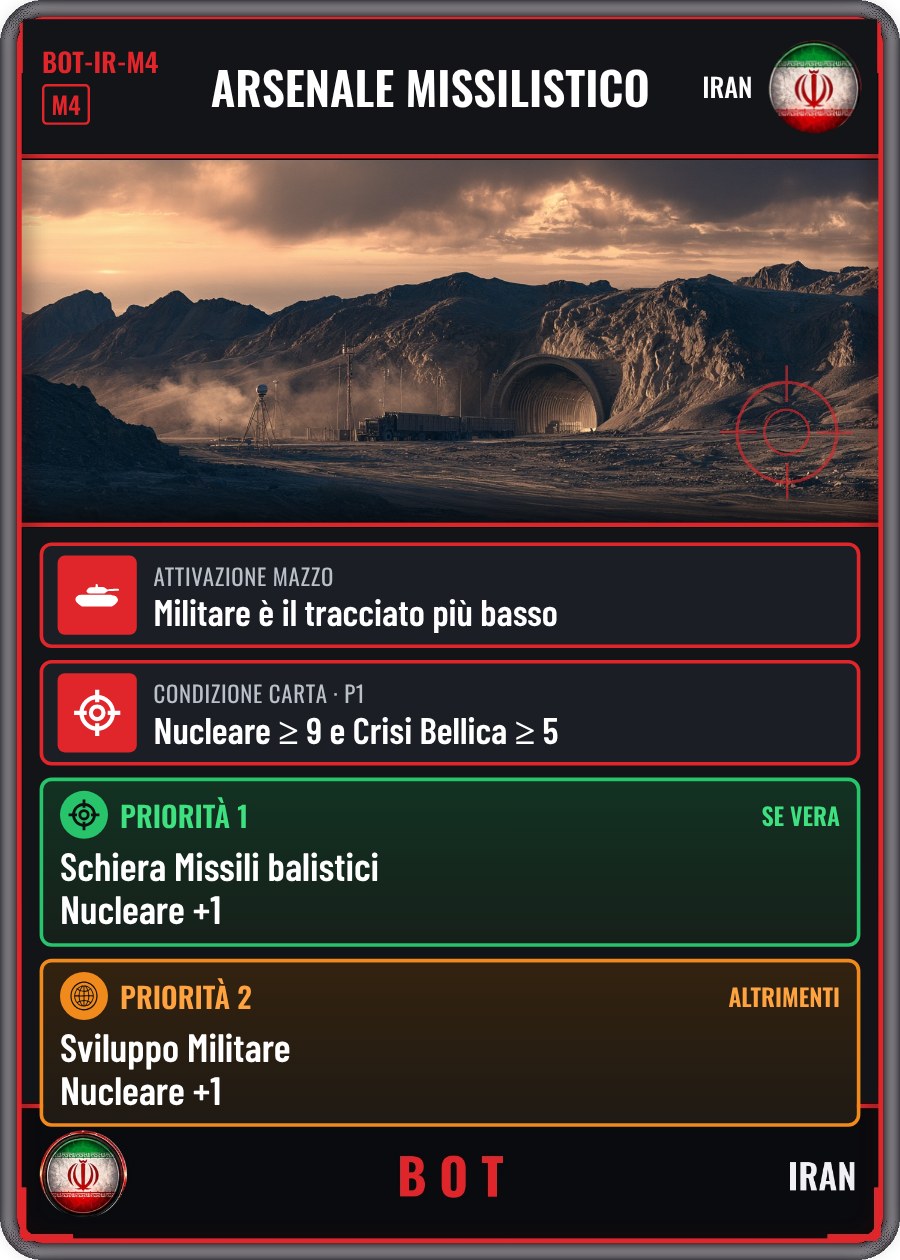 BOT-IR-M4
M4
ARSENALE MISSILISTICO
IRAN
ATTIVAZIONE MAZZO
Militare è il tracciato più basso
CONDIZIONE CARTA · P1
Nucleare ≥ 9 e Crisi Bellica ≥ 5
PRIORITÀ 1
SE VERA
Schiera Missili balistici
Nucleare +1
PRIORITÀ 2
ALTRIMENTI
Sviluppo Militare
Nucleare +1
BOT
IRAN